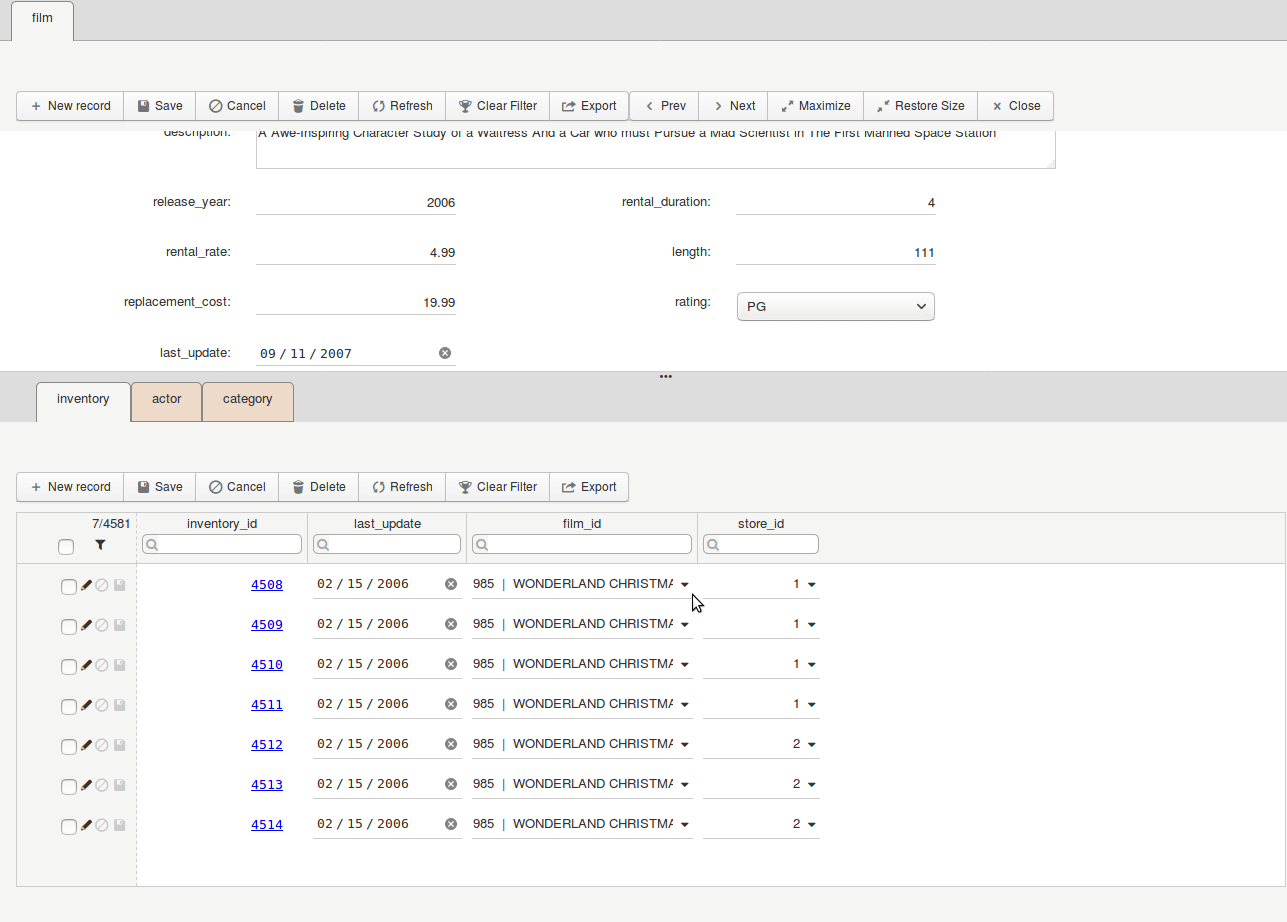 film
+ New record Save Cancel Delete Refresh Clear Filter Export Prev Next Maximize Restore Size × Close
description: A Awe-Inspiring Character Study of a Waitress And a Car who must Pursue a Mad Scientist in The First Manned Space Station
release_year: 2006 rental_duration: 4
rental_rate: 4.99 length: 111
replacement_cost: 19.99 rating: PG
last_update: 09 / 11 / 2007
•••
inventory actor category
+ New record Save Cancel Delete Refresh Clear Filter Export
7/4581 inventory_id last_update film_id store_id
4508 02 / 15 / 2006 985 | WONDERLAND CHRISTMA 1
4509 02 / 15 / 2006 985 | WONDERLAND CHRISTMA 1
4510 02 / 15 / 2006 985 | WONDERLAND CHRISTMA 1
4511 02 / 15 / 2006 985 | WONDERLAND CHRISTMA 1
4512 02 / 15 / 2006 985 | WONDERLAND CHRISTMA 2
4513 02 / 15 / 2006 985 | WONDERLAND CHRISTMA 2
4514 02 / 15 / 2006 985 | WONDERLAND CHRISTMA 2